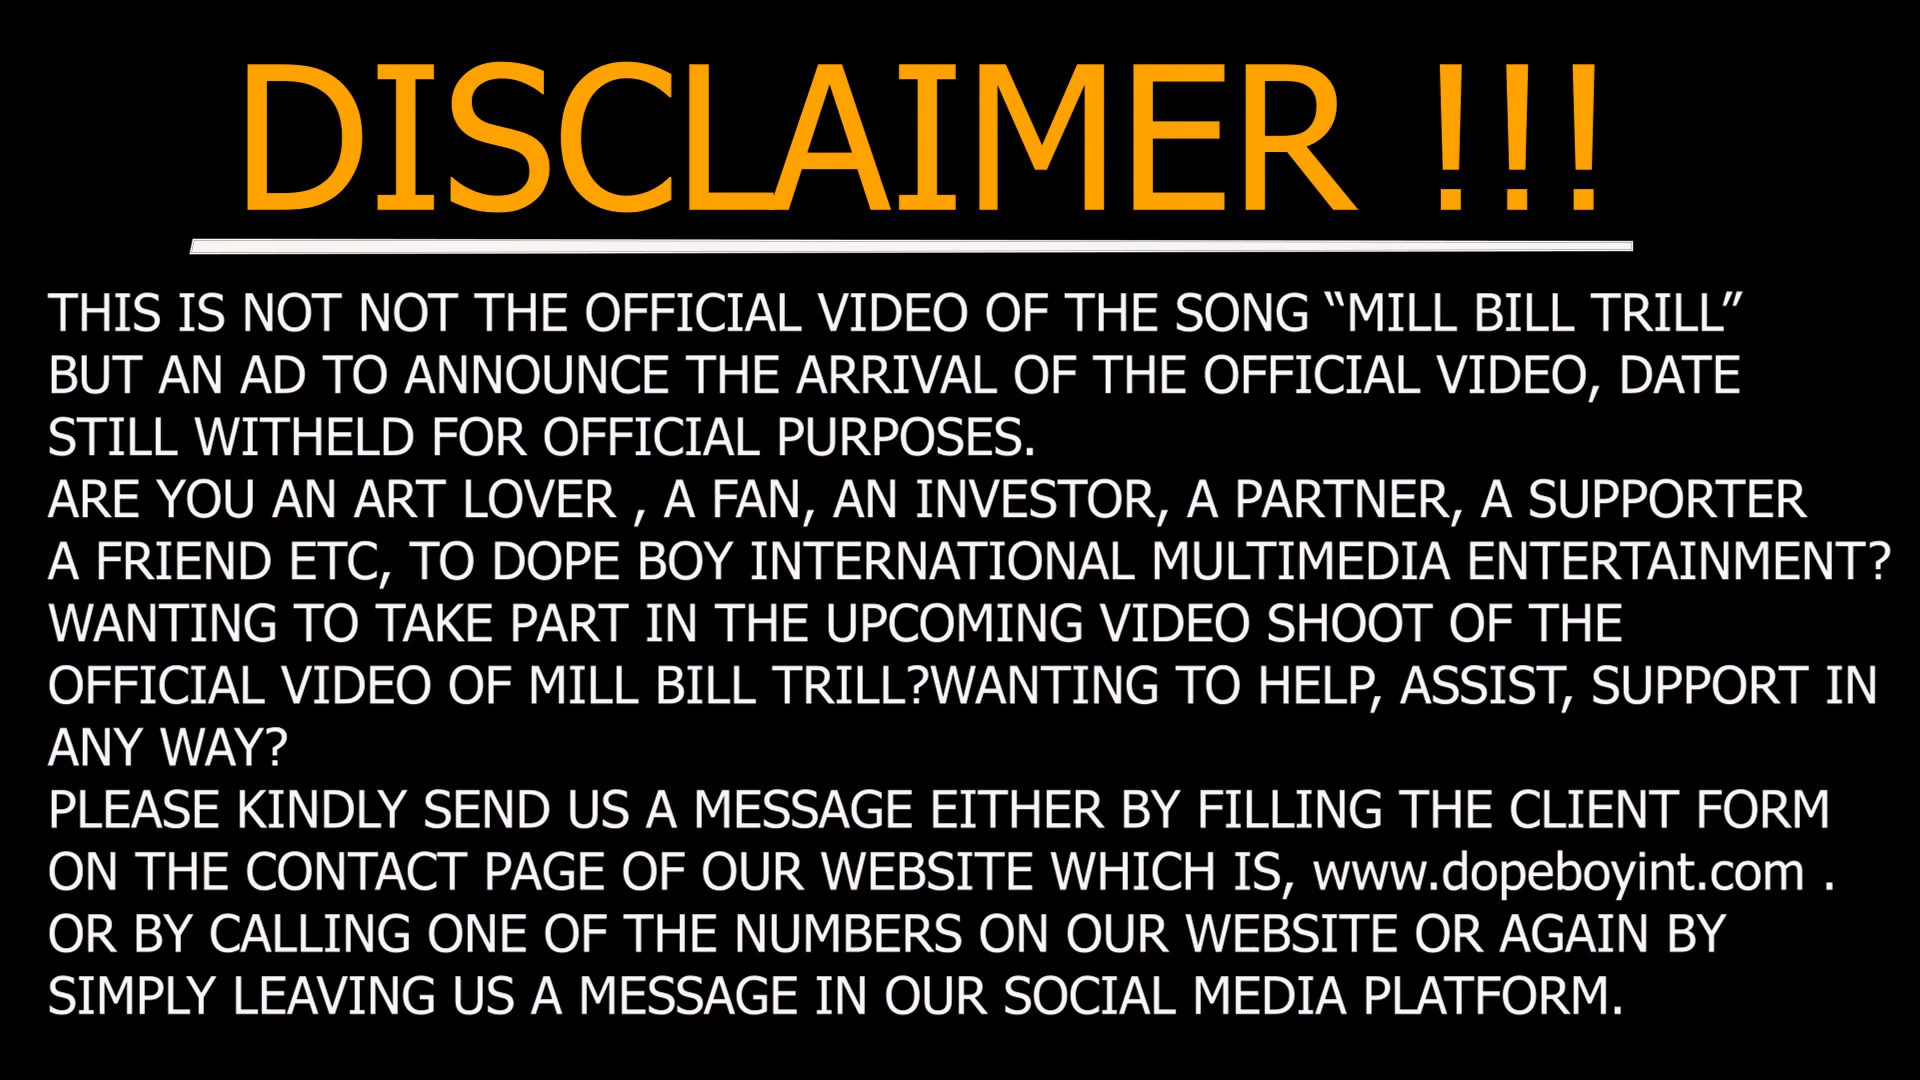 DISCLAIMER !!!
THIS IS NOT NOT THE OFFICIAL VIDEO OF THE SONG “MILL BILL TRILL”
BUT AN AD TO ANNOUNCE THE ARRIVAL OF THE OFFICIAL VIDEO, DATE
STILL WITHELD FOR OFFICIAL PURPOSES.
ARE YOU AN ART LOVER , A FAN, AN INVESTOR, A PARTNER, A SUPPORTER
A FRIEND ETC, TO DOPE BOY INTERNATIONAL MULTIMEDIA ENTERTAINMENT?
WANTING TO TAKE PART IN THE UPCOMING VIDEO SHOOT OF THE
OFFICIAL VIDEO OF MILL BILL TRILL?WANTING TO HELP, ASSIST, SUPPORT IN
ANY WAY?
PLEASE KINDLY SEND US A MESSAGE EITHER BY FILLING THE CLIENT FORM
ON THE CONTACT PAGE OF OUR WEBSITE WHICH IS, www.dopeboyint.com .
OR BY CALLING ONE OF THE NUMBERS ON OUR WEBSITE OR AGAIN BY
SIMPLY LEAVING US A MESSAGE IN OUR SOCIAL MEDIA PLATFORM.